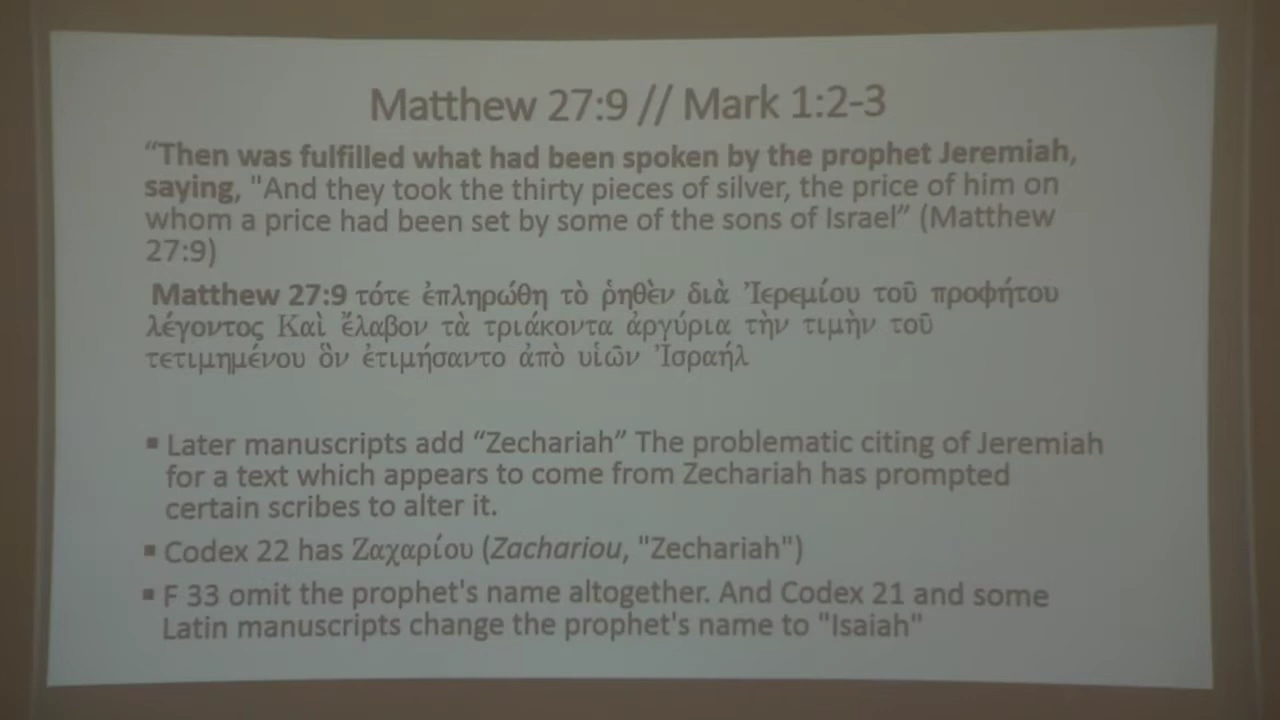 Matthew 27:9 // Mark 1:2-3
“Then was fulfilled what had been spoken by the prophet Jeremiah,
saying, "And they took the thirty pieces of silver, the price of him on
whom a price had been set by some of the sons of Israel” (Matthew
27:9)
Matthew 27:9 τότε ἐπληρώθη τὸ ῥηθὲν διὰ Ἰερεμίου τοῦ προφήτου
λέγοντος Καὶ ἔλαβον τὰ τριάκοντα ἀργύρια τὴν τιμὴν τοῦ
τετιμημένου ὃν ἐτιμήσαντο ἀπὸ υἱῶν Ἰσραήλ
▪ Later manuscripts add “Zechariah” The problematic citing of Jeremiah
for a text which appears to come from Zechariah has prompted
certain scribes to alter it.
▪ Codex 22 has Ζαχαρίου (Zachariou, "Zechariah")
▪ F 33 omit the prophet's name altogether. And Codex 21 and some
Latin manuscripts change the prophet's name to "Isaiah"